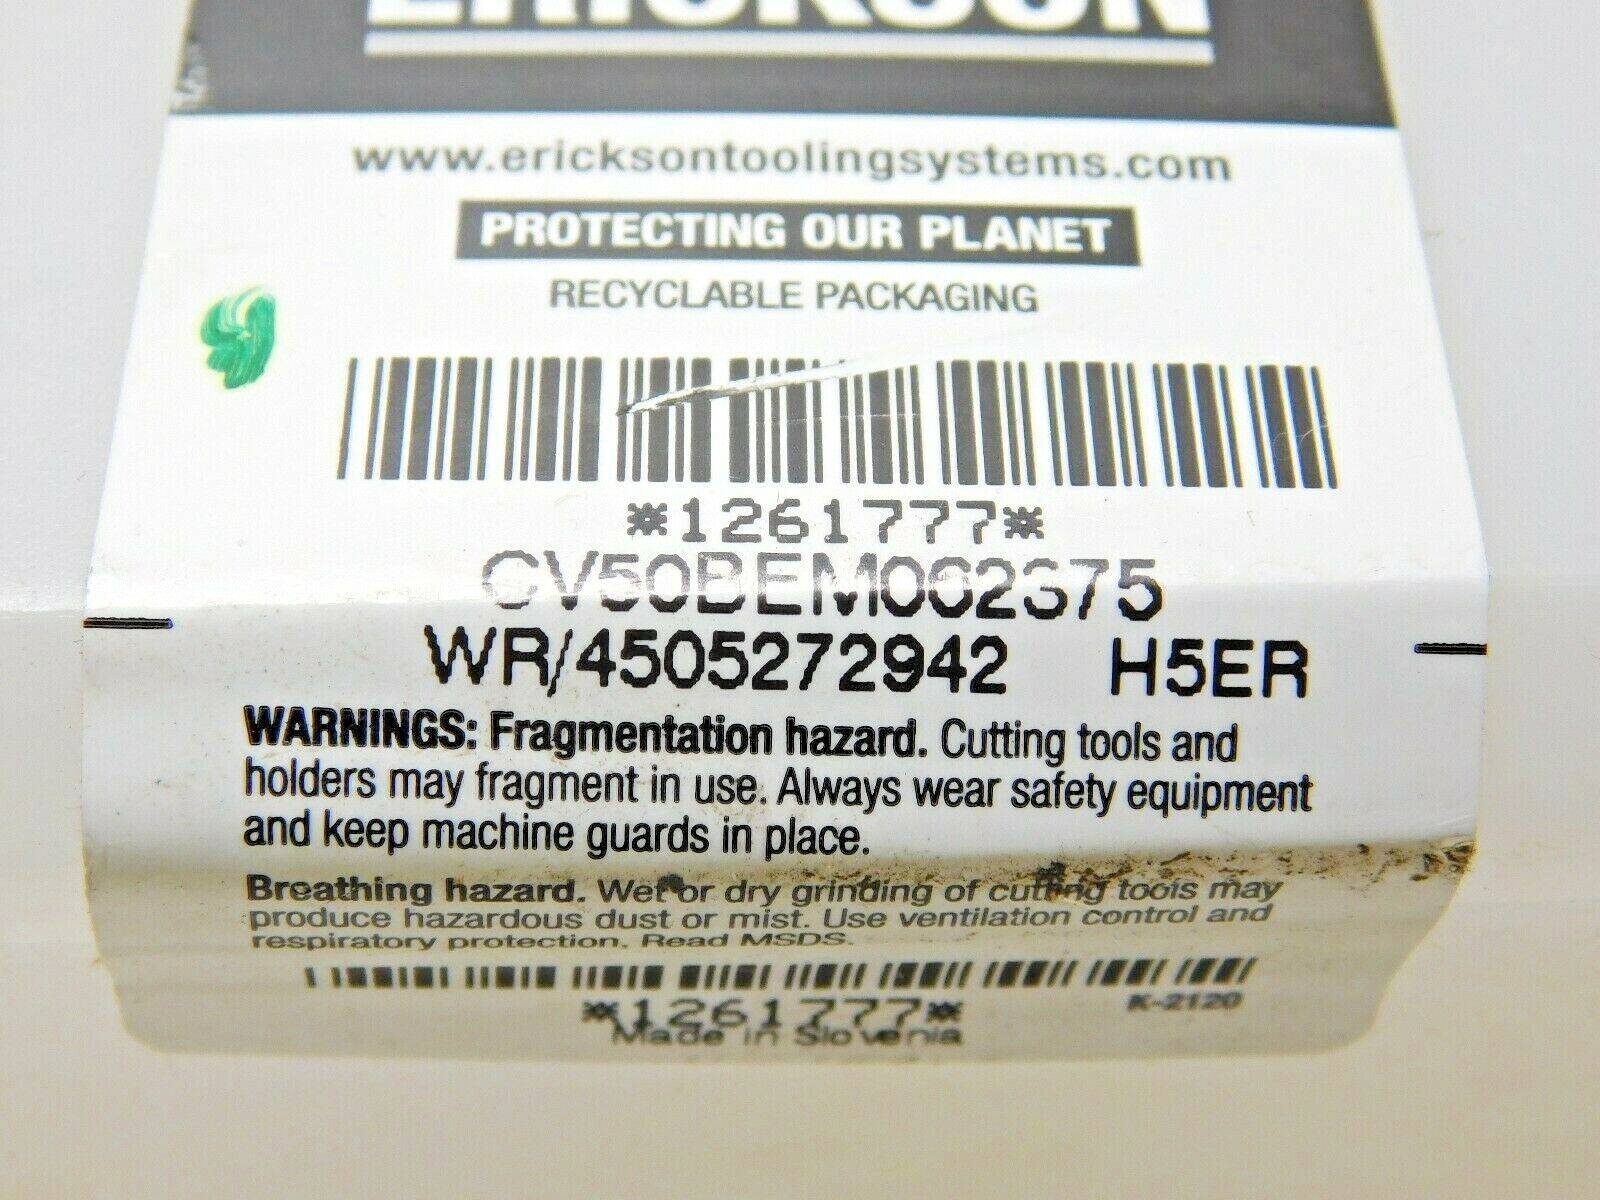 ERICKSON
www.ericksontoolingsystems.com
PROTECTING OUR PLANET
RECYCLABLE PACKAGING
*1261777*
CV50BEM062375
WR/4505272942 H5ER
WARNINGS: Fragmentation hazard. Cutting tools and
holders may fragment in use. Always wear safety equipment
and keep machine guards in place.
Breathing hazard. Wet or dry grinding of cutting tools may
produce hazardous dust or mist. Use ventilation control and
respiratory protection. Read MSDS.
*1261777*
K-2120
Made in Slovenia